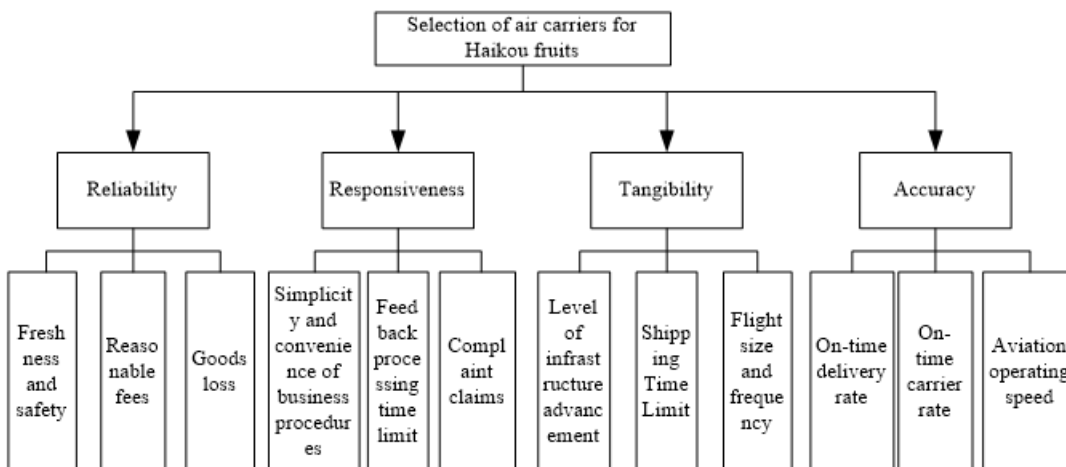 Selection of air carriers for
Haikou fruits
Reliability
Responsiveness
Tangibility
Accuracy
Fresh
ness and
safety
Reaso
nable
fees
Goods
loss
Simplicit
y and
convenie
nce of
business
procedur
es
Feed
back
proce
ssing
time
limit
Compl
aint
claims
Level
of
infrast
ructure
advanc
ement
Shipp
ing
Time
Limit
Flight
size
and
freque
ncy
On-time
delivery
rate
On-
time
carrier
rate
Aviation
operating
speed